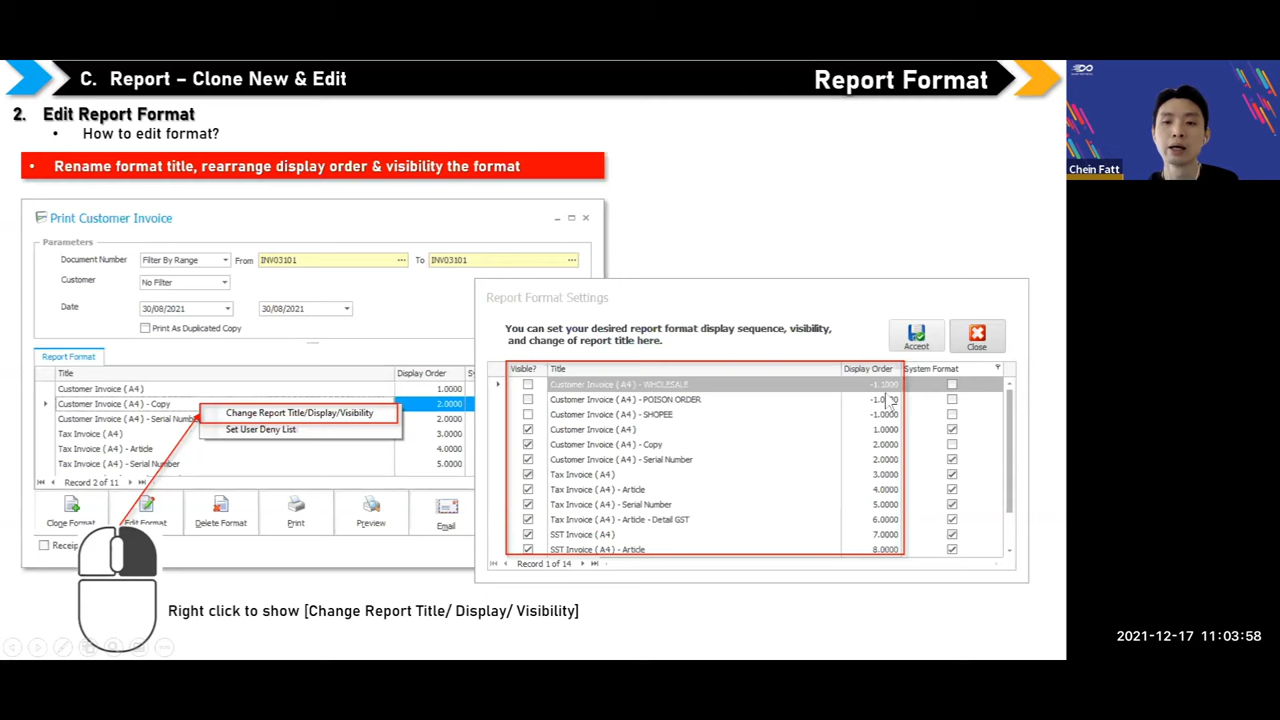 C. Report – Clone New & Edit
Report Format
2. Edit Report Format
• How to edit format?
• Rename format title, rearrange display order & visibility the format
Print Customer Invoice
Parameters
Document Number Filter By Range From INV03101 ... To INV03101 ...
Customer No Filter
Date 30/08/2021 30/08/2021
Print As Duplicated Copy
Report Format
Title Display Order
Customer Invoice ( A4 ) 1.0000
Customer Invoice ( A4 ) - Copy 2.0000
Customer Invoice ( A4 ) - Serial 2.0000
Tax Invoice ( A4 ) 3.0000
Tax Invoice ( A4 ) - Article 4.0000
Tax Invoice ( A4 ) - Serial Number 5.0000
Change Report Title/Display/Visibility
Set User Deny List
Record 2 of 11
Clone Format Edit Format Delete Format Print Preview Email
Receip
Report Format Settings
You can set your desired report format display sequence, visibility,
and change of report title here.
Accept Close
Visible? Title Display Order System Format
Customer Invoice ( A4 ) - WHOLESALE
Customer Invoice ( A4 ) - POISON ORDER
Customer Invoice ( A4 ) - SHOPEE -1.0000
Customer Invoice ( A4 ) 1.0000
Customer Invoice ( A4 ) - Copy 2.0000
Customer Invoice ( A4 ) - Serial Number 2.0000
Tax Invoice ( A4 ) 3.0000
Tax Invoice ( A4 ) - Article 4.0000
Tax Invoice ( A4 ) - Serial Number 5.0000
Tax Invoice ( A4 ) - Article - Detail GST 6.0000
SST Invoice ( A4 ) 7.0000
SST Invoice ( A4 ) - Article 8.0000
Record 1 of 14
Right click to show [Change Report Title/ Display/ Visibility]
Chein Fatt
2021-12-17 11:03:58